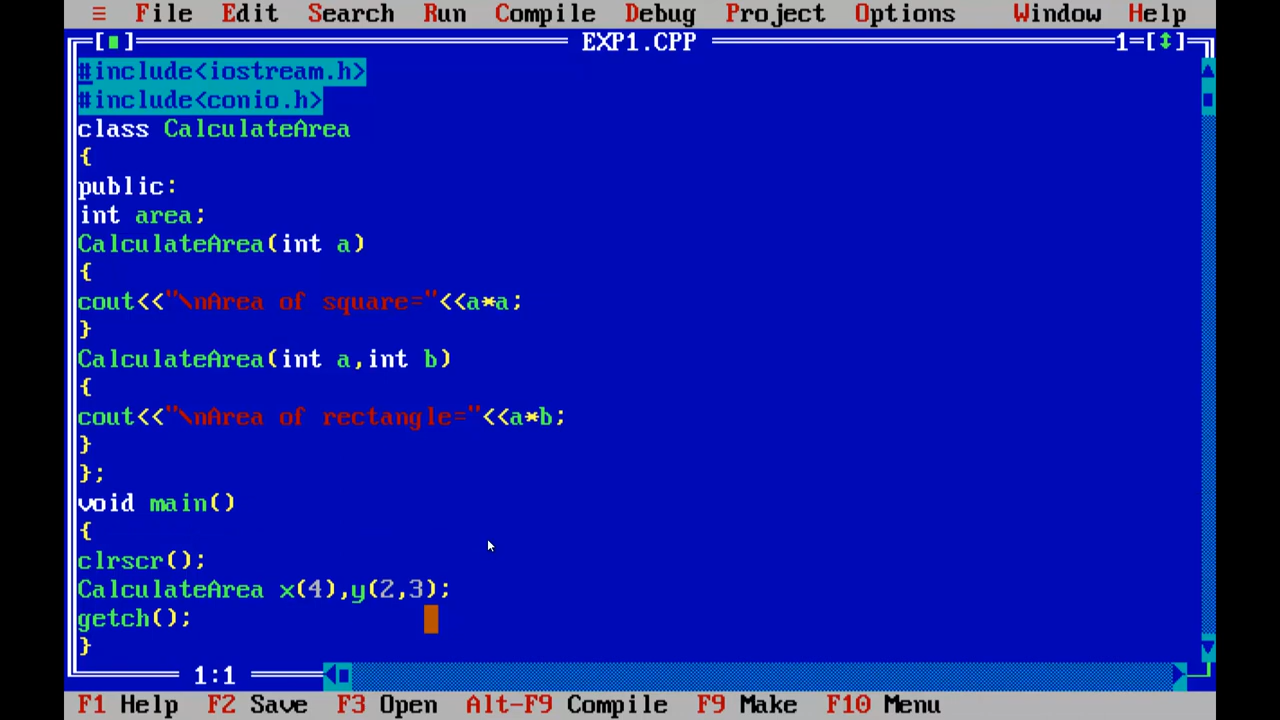 ≡ File Edit Search Run Compile Debug Project Options Window Help
[■] EXP1.CPP 1=[↕]
#include<iostream.h>
#include<conio.h>
class CalculateArea
{
public:
int area;
CalculateArea(int a)
{
cout<<"\nArea of square="<<a*a;
}
CalculateArea(int a,int b)
{
cout<<"\nArea of rectangle="<<a*b;
}
};
void main()
{
clrscr();
CalculateArea x(4),y(2,3);
getch();
}
1:1
F1 Help F2 Save F3 Open Alt-F9 Compile F9 Make F10 Menu